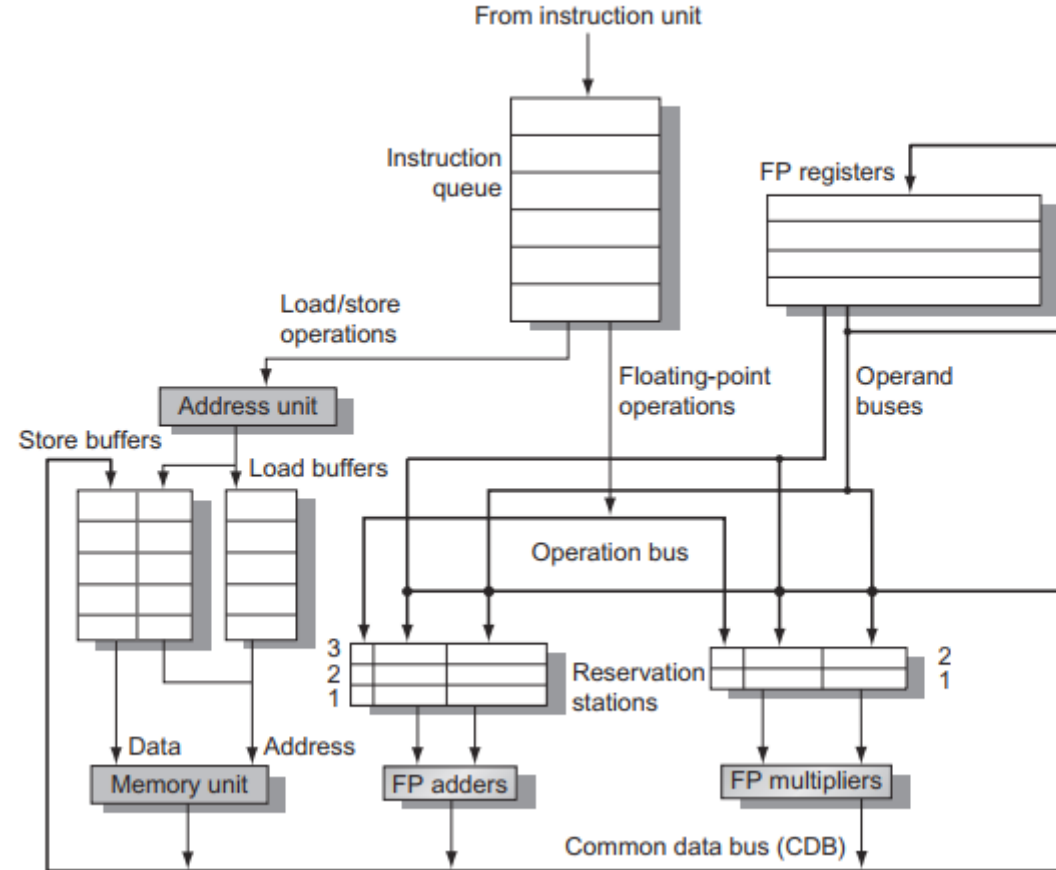 From instruction unit
Instruction
queue
FP registers
Load/store
operations
Floating-point
operations
Operand
buses
Address unit
Store buffers
Load buffers
Operation bus
3
2
1
Reservation
stations
2
1
Data
Address
Memory unit
FP adders
FP multipliers
Common data bus (CDB)